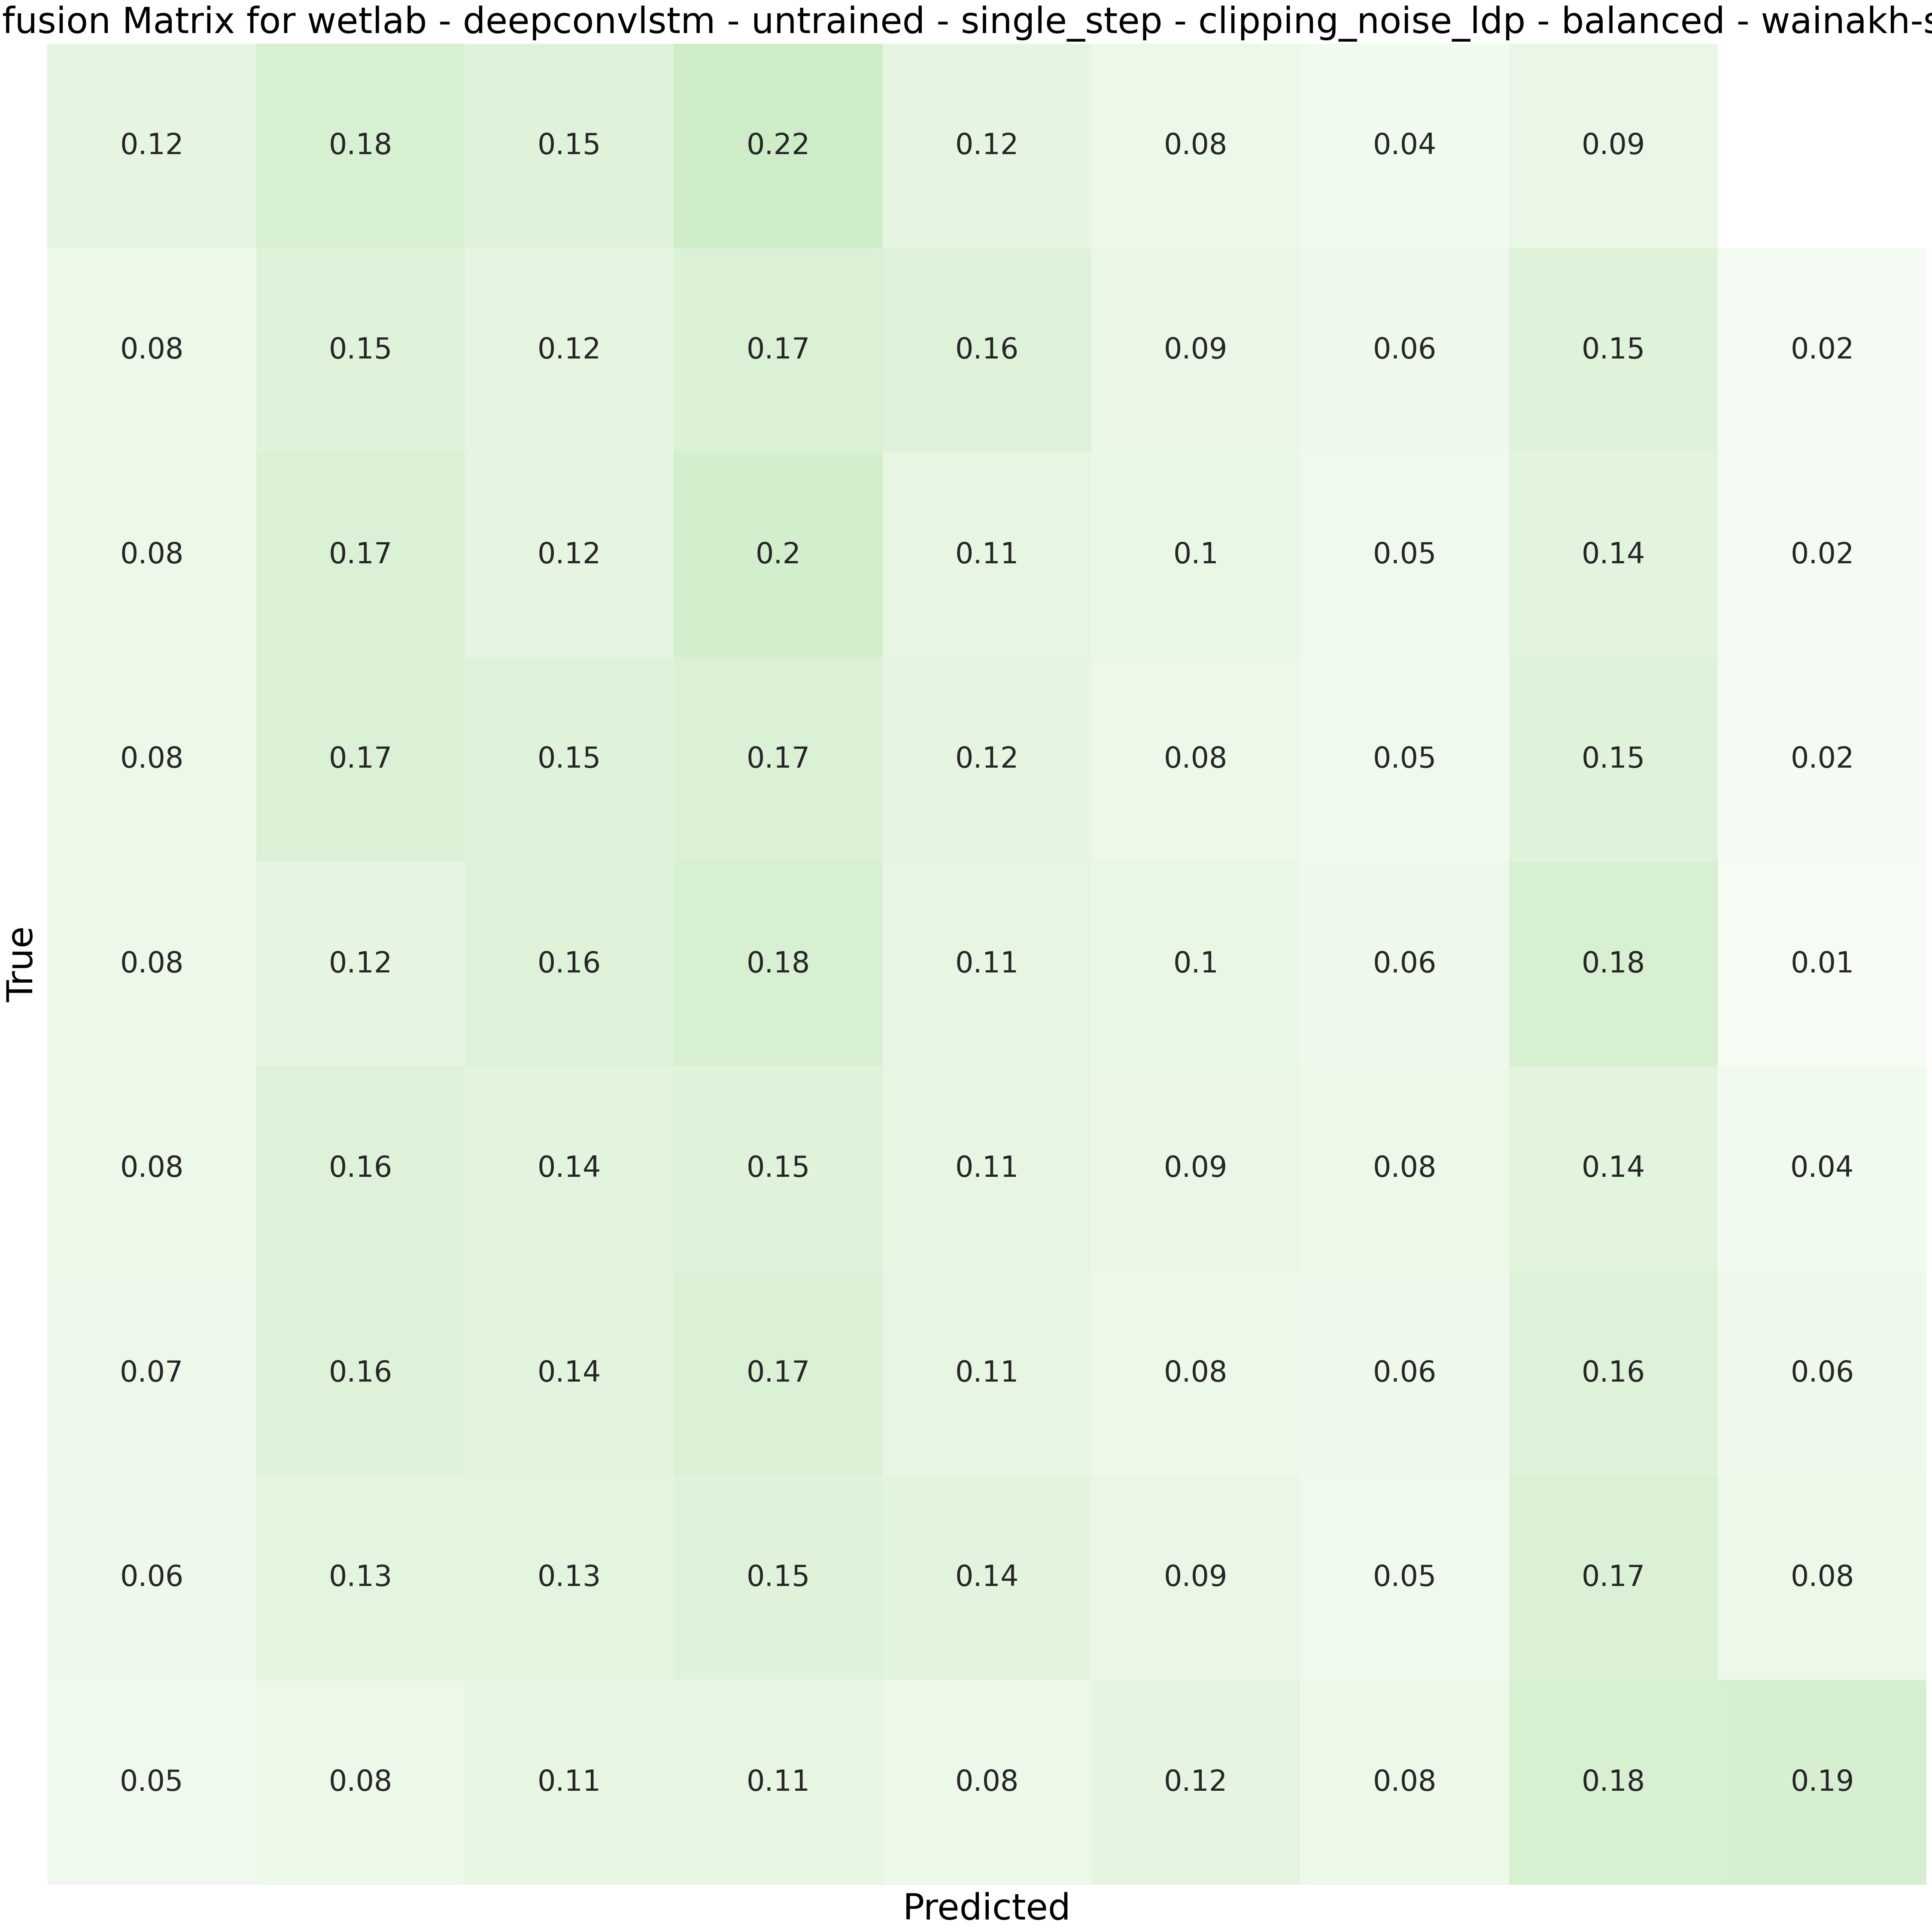 fusion Matrix for wetlab - deepconvlstm - untrained - single_step - clipping_noise_ldp - balanced - wainakh-s
0.12 0.18 0.15 0.22 0.12 0.08 0.04 0.09
0.08 0.15 0.12 0.17 0.16 0.09 0.06 0.15 0.02
0.08 0.17 0.12 0.2 0.11 0.1 0.05 0.14 0.02
0.08 0.17 0.15 0.17 0.12 0.08 0.05 0.15 0.02
0.08 0.12 0.16 0.18 0.11 0.1 0.06 0.18 0.01
0.08 0.16 0.14 0.15 0.11 0.09 0.08 0.14 0.04
0.07 0.16 0.14 0.17 0.11 0.08 0.06 0.16 0.06
0.06 0.13 0.13 0.15 0.14 0.09 0.05 0.17 0.08
0.05 0.08 0.11 0.11 0.08 0.12 0.08 0.18 0.19
True
Predicted